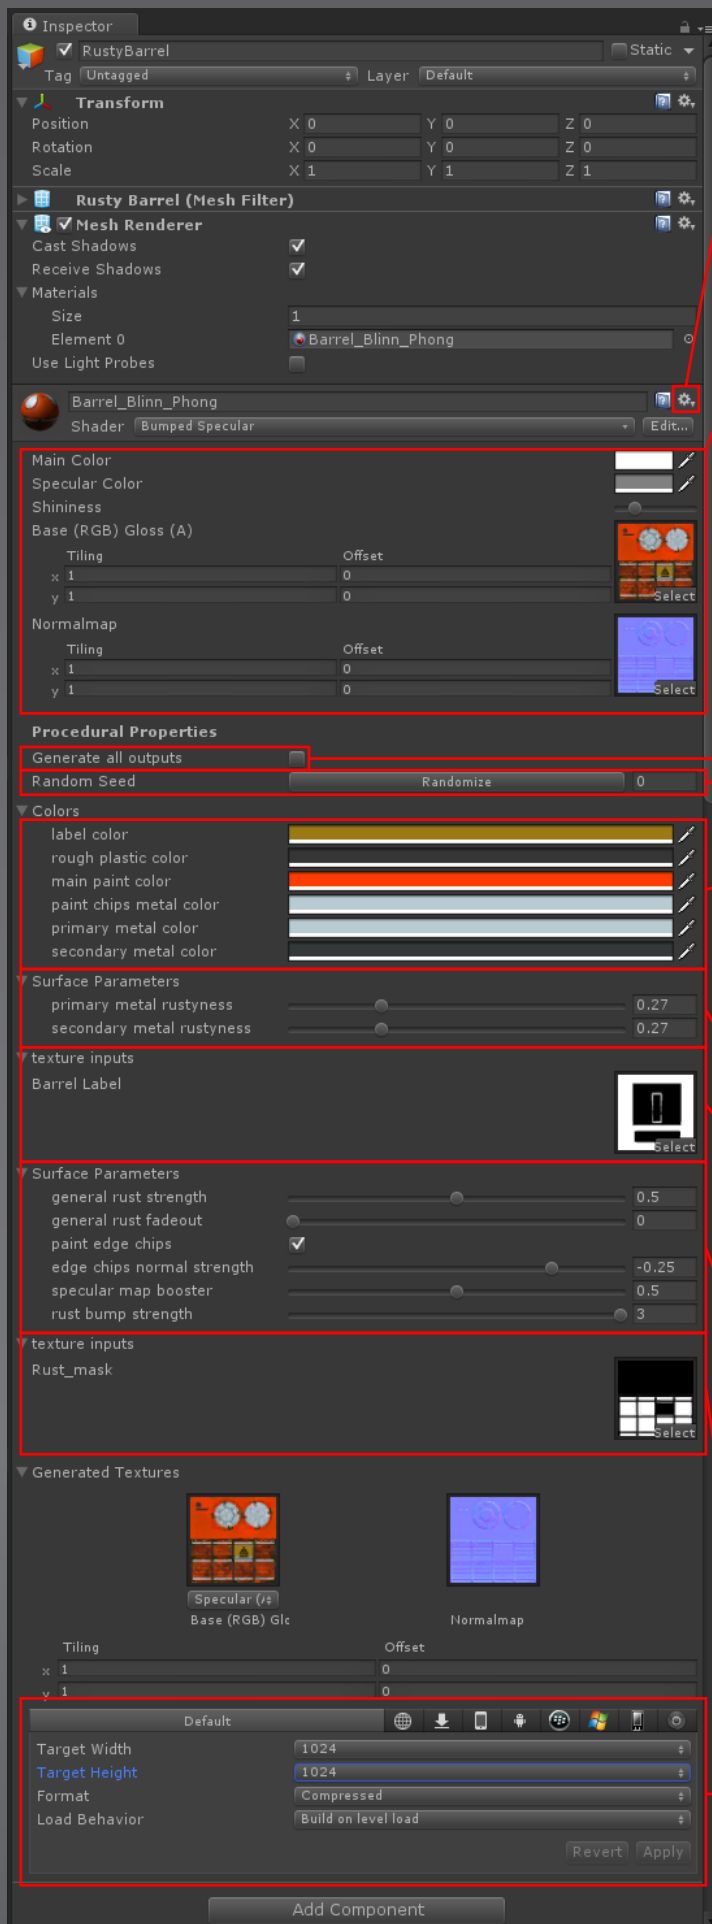 Inspector
RustyBarrel Static
Tag Untagged Layer Default
Transform
Position X 0 Y 0 Z 0
Rotation X 0 Y 0 Z 0
Scale X 1 Y 1 Z 1
Rusty Barrel (Mesh Filter)
Mesh Renderer
Cast Shadows
Receive Shadows
Materials
Size 1
Element 0 Barrel_Blinn_Phong
Use Light Probes
Barrel_Blinn_Phong
Shader Bumped Specular Edit...
Main Color
Specular Color
Shininess
Base (RGB) Gloss (A)
Tiling Offset
x 1 0
y 1 0
Select
Normalmap
Tiling Offset
x 1 0
y 1 0
Select
Procedural Properties
Generate all outputs
Random Seed Randomize 0
Colors
label color
rough plastic color
main paint color
paint chips metal color
primary metal color
secondary metal color
Surface Parameters
primary metal rustyness 0.27
secondary metal rustyness 0.27
texture inputs
Barrel Label
Select
Surface Parameters
general rust strength 0.5
general rust fadeout 0
paint edge chips
edge chips normal strength -0.25
specular map booster 0.5
rust bump strength 3
texture inputs
Rust_mask
Select
Generated Textures
Specular (A
Base (RGB) Glo Normalmap
Tiling Offset
x 1 0
y 1 0
Default
Target Width 1024
Target Height 1024
Format Compressed
Load Behavior Build on level load
Revert Apply
Add Component